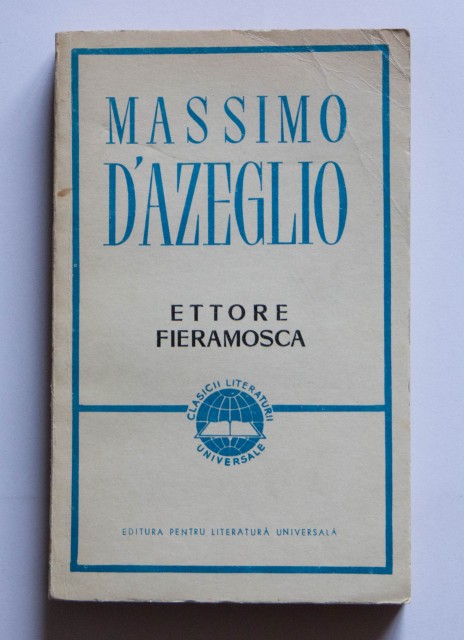 MASSIMO
D'AZEGLIO
ETTORE
FIERAMOSCA
CLASICII LITERATURII
UNIVERSALE
EDITURA PENTRU LITERATURĂ UNIVERSALĂ